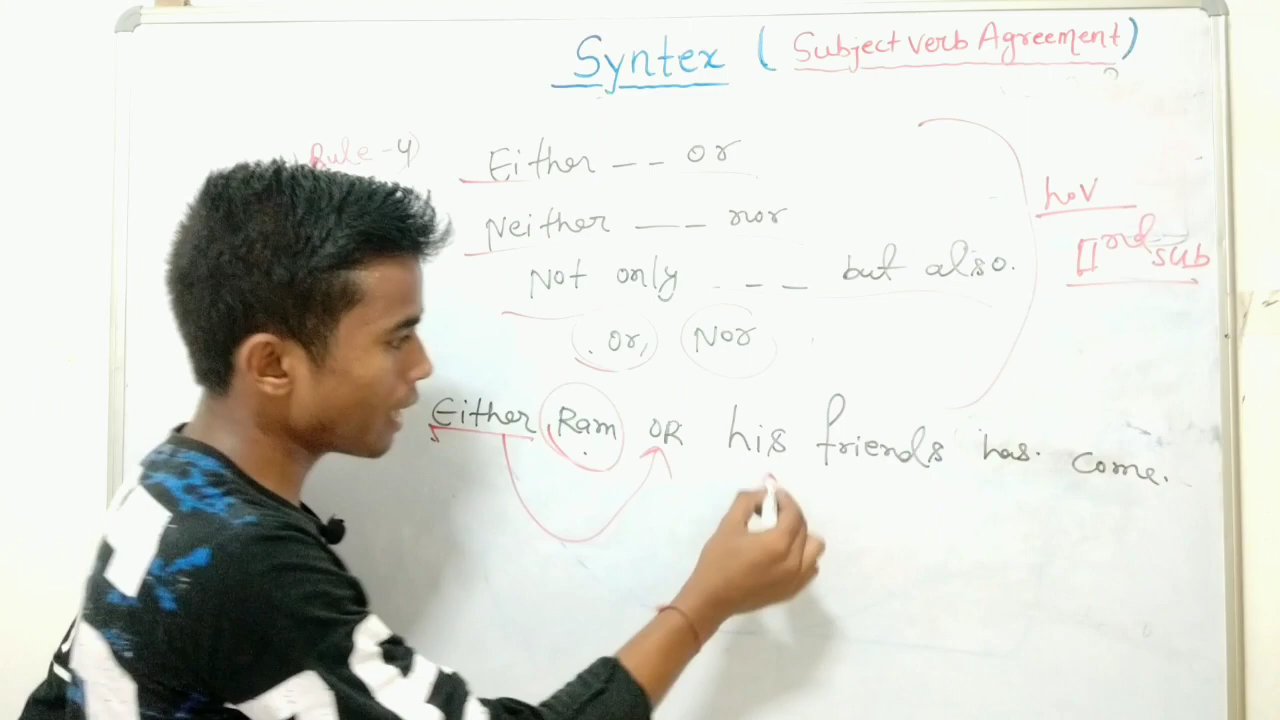 Syntex ( Subject verb Agreement )
Rule-4)
Either -- or
Neither --- nor
Not only --- but also.
or, Nor
hov
IInd sub
Either, Ram OR his friends has come.